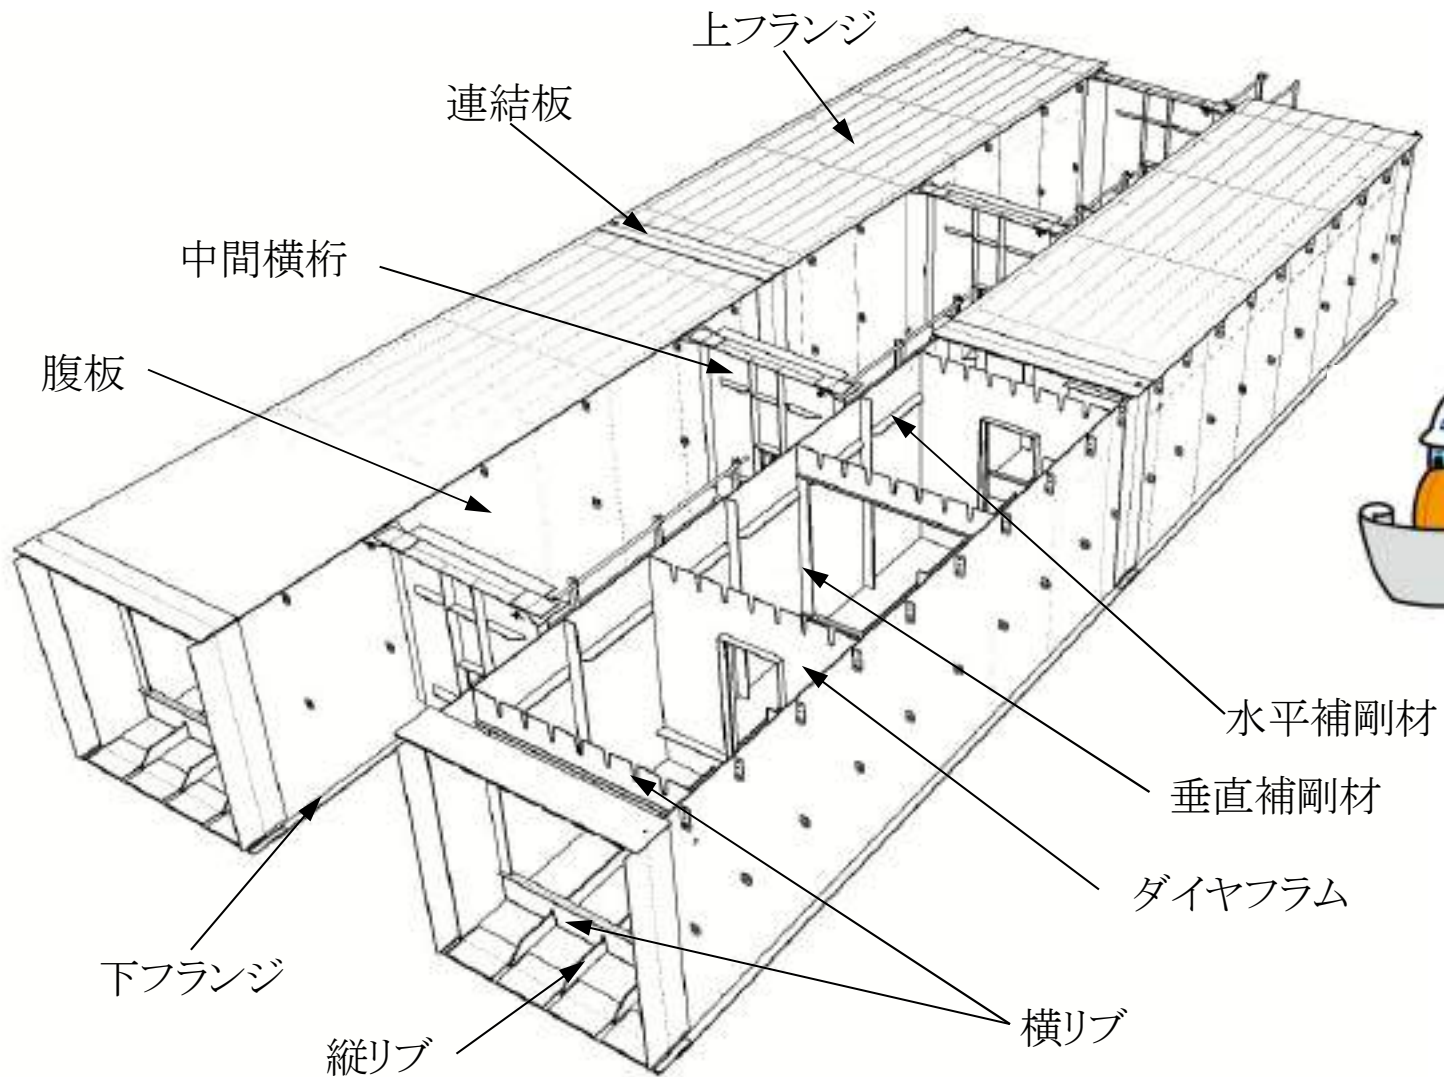 上フランジ
連結板
中間横桁
腹板
水平補剛材
垂直補剛材
ダイヤフラム
下フランジ
横リブ
縦リブ